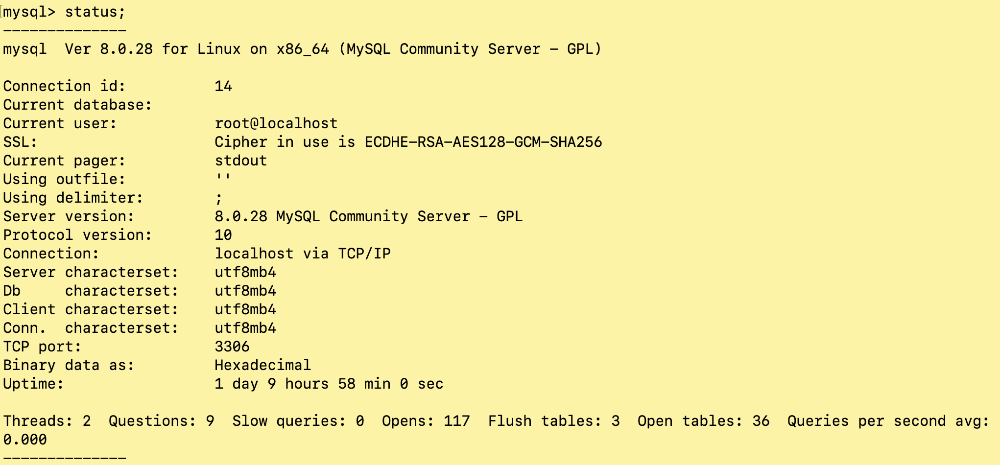 mysql> status;
--------------
mysql  Ver 8.0.28 for Linux on x86_64 (MySQL Community Server - GPL)

Connection id:          14
Current database:
Current user:           root@localhost
SSL:                    Cipher in use is ECDHE-RSA-AES128-GCM-SHA256
Current pager:          stdout
Using outfile:          ''
Using delimiter:        ;
Server version:         8.0.28 MySQL Community Server - GPL
Protocol version:       10
Connection:             localhost via TCP/IP
Server characterset:    utf8mb4
Db     characterset:    utf8mb4
Client characterset:    utf8mb4
Conn.  characterset:    utf8mb4
TCP port:               3306
Binary data as:         Hexadecimal
Uptime:                 1 day 9 hours 58 min 0 sec

Threads: 2  Questions: 9  Slow queries: 0  Opens: 117  Flush tables: 3  Open tables: 36  Queries per second avg:
0.000
--------------